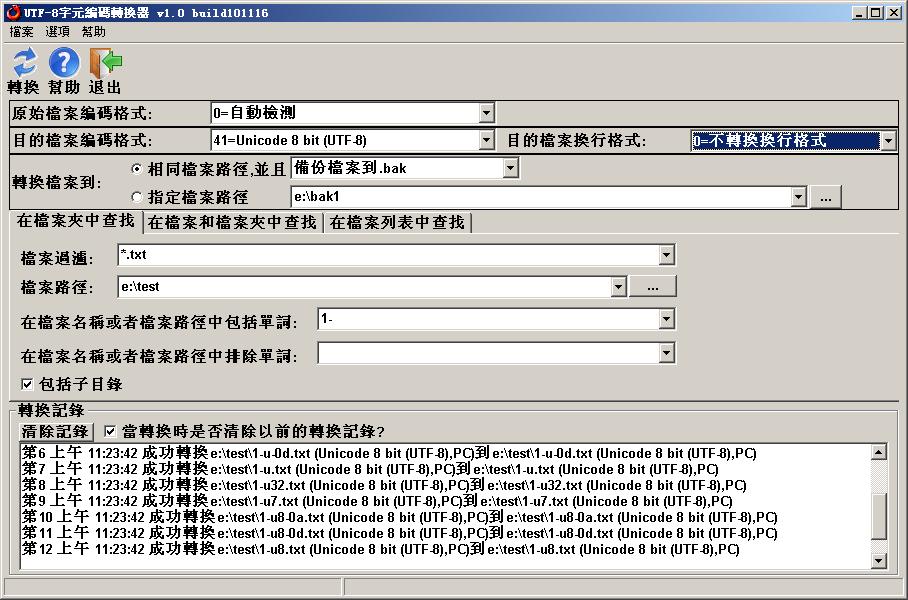 UTF-8字元編碼轉換器 v1.0 build101116
檔案 選項 幫助
轉換 幫助 退出
原始檔案編碼格式: 0=自動檢測
目的檔案編碼格式: 41=Unicode 8 bit (UTF-8) 目的檔案換行格式: 0=不轉換換行格式
轉換檔案到:
相同檔案路徑,並且 備份檔案到.bak
指定檔案路徑 e:\bak1 ...
在檔案夾中查找 在檔案和檔案夾中查找 在檔案列表中查找
檔案過濾: *.txt
檔案路徑: e:\test ...
在檔案名稱或者檔案路徑中包括單詞: 1-
在檔案名稱或者檔案路徑中排除單詞:
包括子目錄
轉換記錄
清除記錄 當轉換時是否清除以前的轉換記錄?
第6 上午 11:23:42 成功轉換e:\test\1-u-0d.txt (Unicode 8 bit (UTF-8),PC)到e:\test\1-u-0d.txt (Unicode 8 bit (UTF-8),PC)
第7 上午 11:23:42 成功轉換e:\test\1-u.txt (Unicode 8 bit (UTF-8),PC)到e:\test\1-u.txt (Unicode 8 bit (UTF-8),PC)
第8 上午 11:23:42 成功轉換e:\test\1-u32.txt (Unicode 8 bit (UTF-8),PC)到e:\test\1-u32.txt (Unicode 8 bit (UTF-8),PC)
第9 上午 11:23:42 成功轉換e:\test\1-u7.txt (Unicode 8 bit (UTF-8),PC)到e:\test\1-u7.txt (Unicode 8 bit (UTF-8),PC)
第10 上午 11:23:42 成功轉換e:\test\1-u8-0a.txt (Unicode 8 bit (UTF-8),PC)到e:\test\1-u8-0a.txt (Unicode 8 bit (UTF-8),PC)
第11 上午 11:23:42 成功轉換e:\test\1-u8-0d.txt (Unicode 8 bit (UTF-8),PC)到e:\test\1-u8-0d.txt (Unicode 8 bit (UTF-8),PC)
第12 上午 11:23:42 成功轉換e:\test\1-u8.txt (Unicode 8 bit (UTF-8),PC)到e:\test\1-u8.txt (Unicode 8 bit (UTF-8),PC)